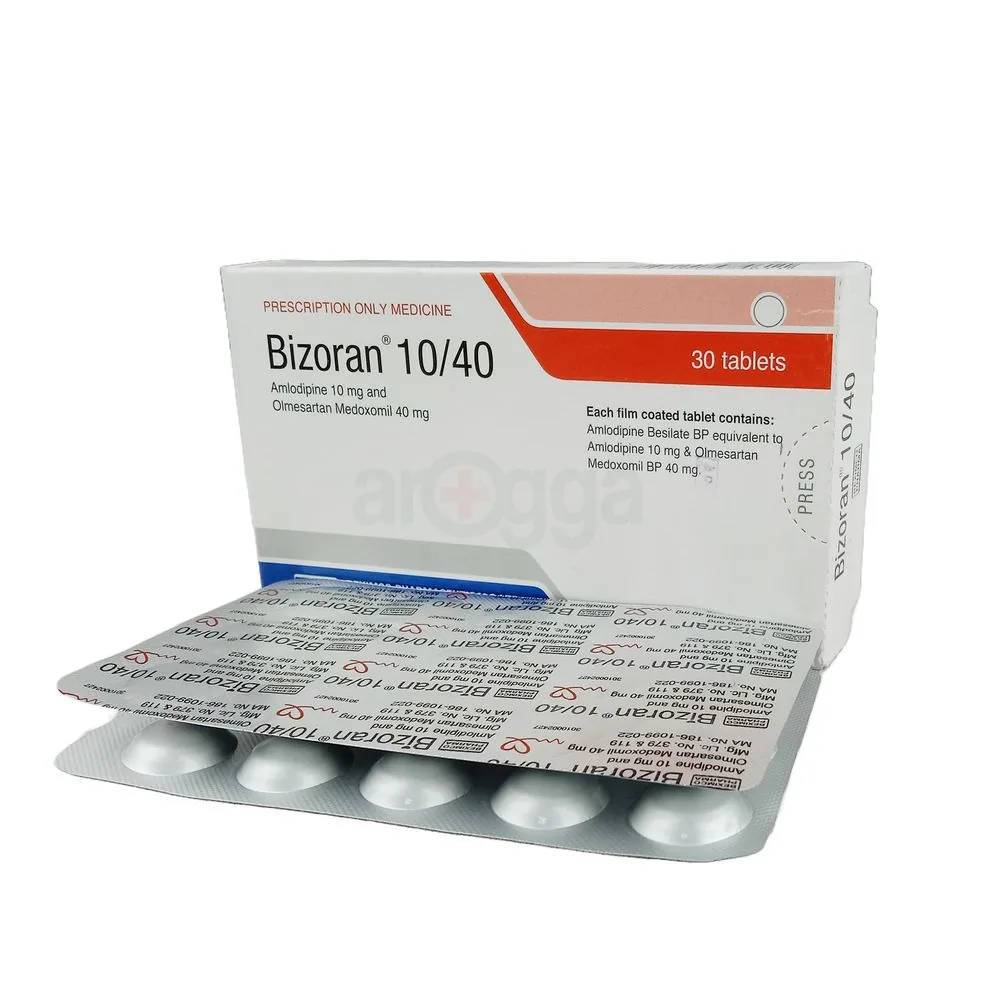 PRESCRIPTION ONLY MEDICINE
Bizoran® 10/40
Amlodipine 10 mg and
Olmesartan Medoxomil 40 mg
30 tablets
Each film coated tablet contains:
Amlodipine Besilate BP equivalent to
Amlodipine 10 mg & Olmesartan
Medoxomil BP 40 mg.
PRESS
Bizoran® 10/40
arogga
Bizoran® 10/40
Amlodipine 10 mg and
Olmesartan Medoxomil 40 mg
Mfg. Lic. No. 379 & 119
MA No. 186-1099-022
3010002427
BEXIMCO
PHARMA